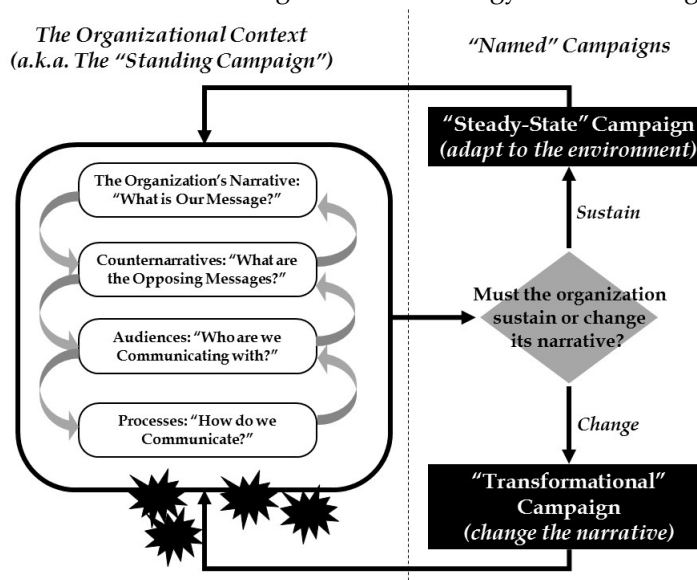 The Organizational Context
(a.k.a. The “Standing Campaign”)
“Named” Campaigns
“Steady-State” Campaign
(adapt to the environment)
The Organization’s Narrative:
“What is Our Message?”
Sustain
Counternarratives: “What are
the Opposing Messages?”
Must the organization
sustain or change
its narrative?
Audiences: “Who are we
Communicating with?”
Processes: “How do we
Communicate?”
Change
“Transformational”
Campaign
(change the narrative)